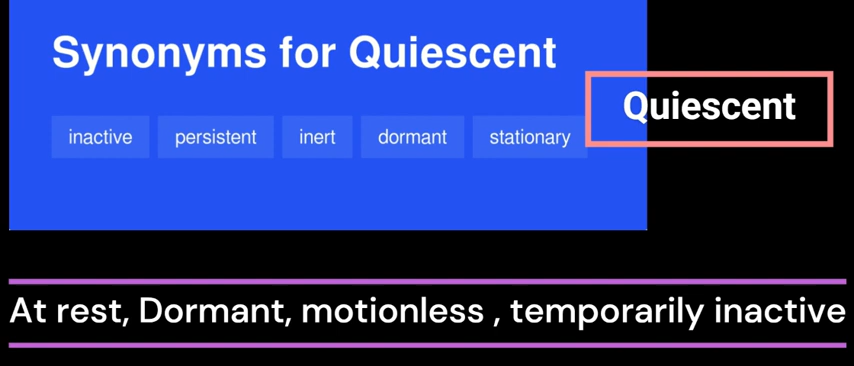 Synonyms for Quiescent
Quiescent
inactive persistent inert dormant stationary
At rest, Dormant, motionless , temporarily inactive